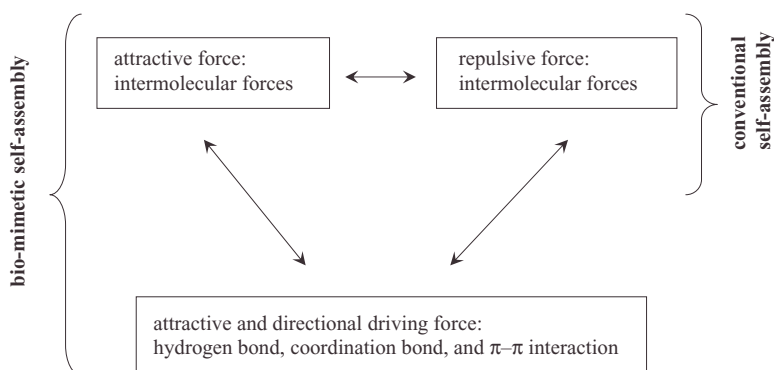 bio-mimetic self-assembly
attractive force:
intermolecular forces
repulsive force:
intermolecular forces
conventional
self-assembly
attractive and directional driving force:
hydrogen bond, coordination bond, and π–π interaction